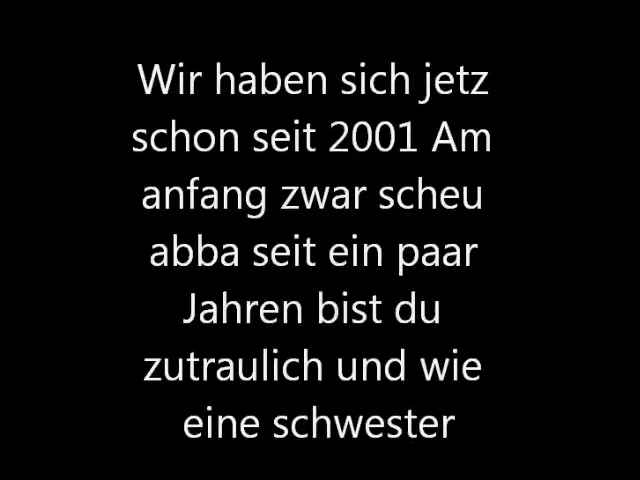 Wir haben sich jetz
schon seit 2001 Am
anfang zwar scheu
abba seit ein paar
Jahren bist du
zutraulich und wie
eine schwester